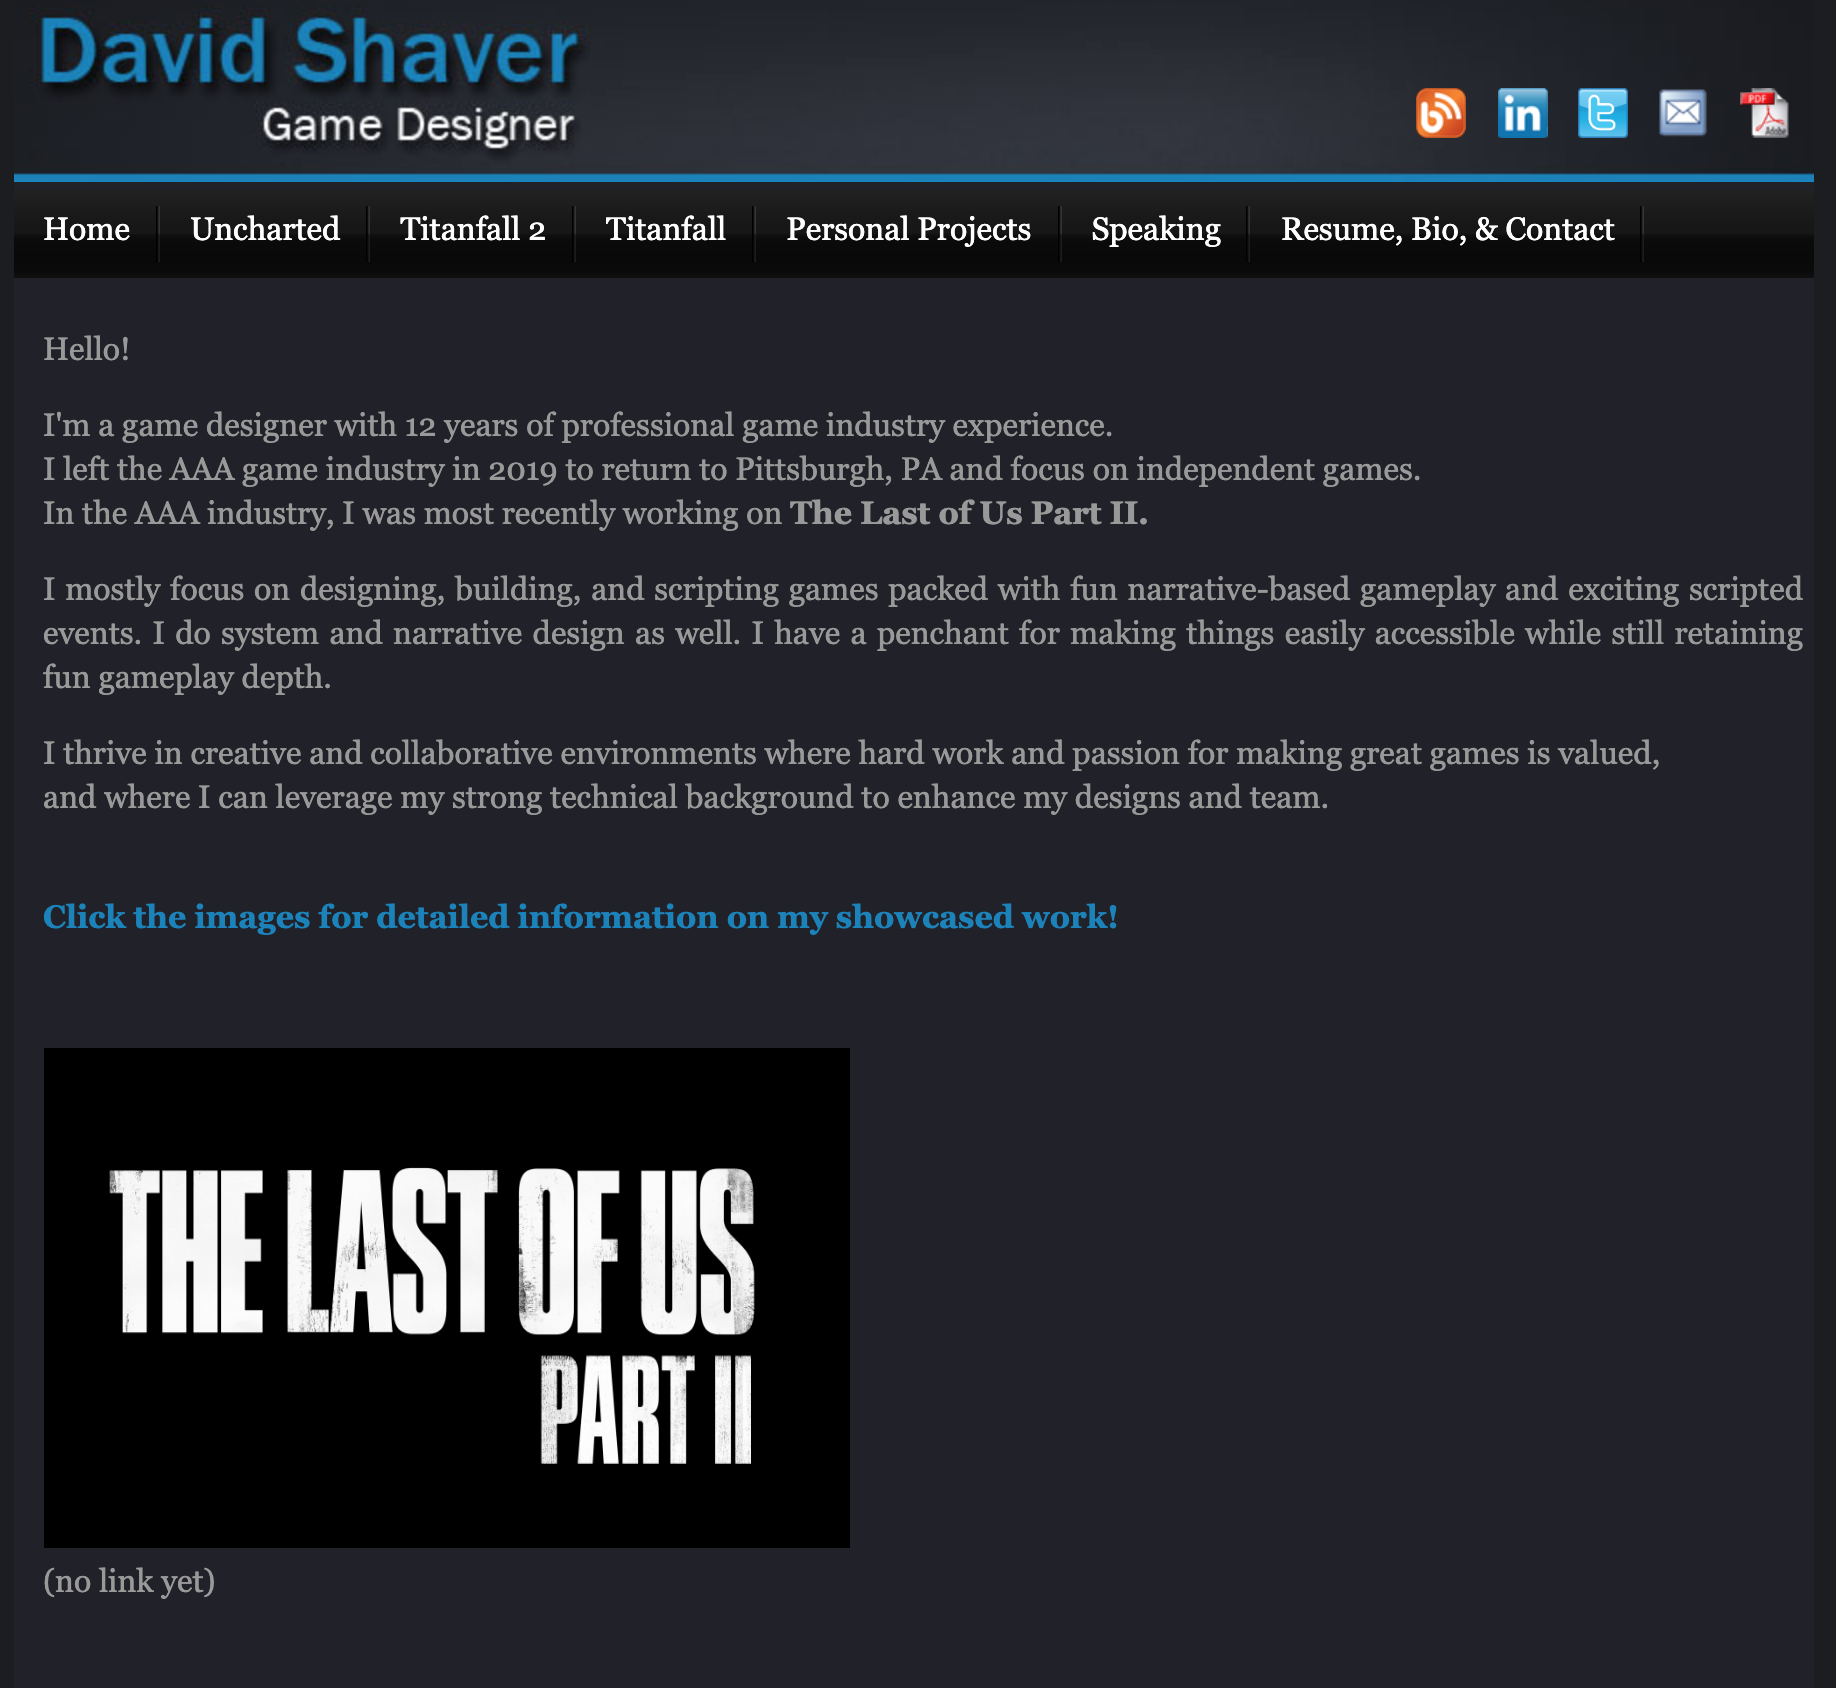 David Shaver
Game Designer
in
PDF
Adobe
Home
Uncharted
Titanfall 2
Titanfall
Personal Projects
Speaking
Resume, Bio, & Contact
Hello!
I'm a game designer with 12 years of professional game industry experience.
I left the AAA game industry in 2019 to return to Pittsburgh, PA and focus on independent games.
In the AAA industry, I was most recently working on The Last of Us Part II.
I mostly focus on designing, building, and scripting games packed with fun narrative-based gameplay and exciting scripted
events. I do system and narrative design as well. I have a penchant for making things easily accessible while still retaining
fun gameplay depth.
I thrive in creative and collaborative environments where hard work and passion for making great games is valued,
and where I can leverage my strong technical background to enhance my designs and team.
Click the images for detailed information on my showcased work!
THE LAST OF US
PART II
(no link yet)